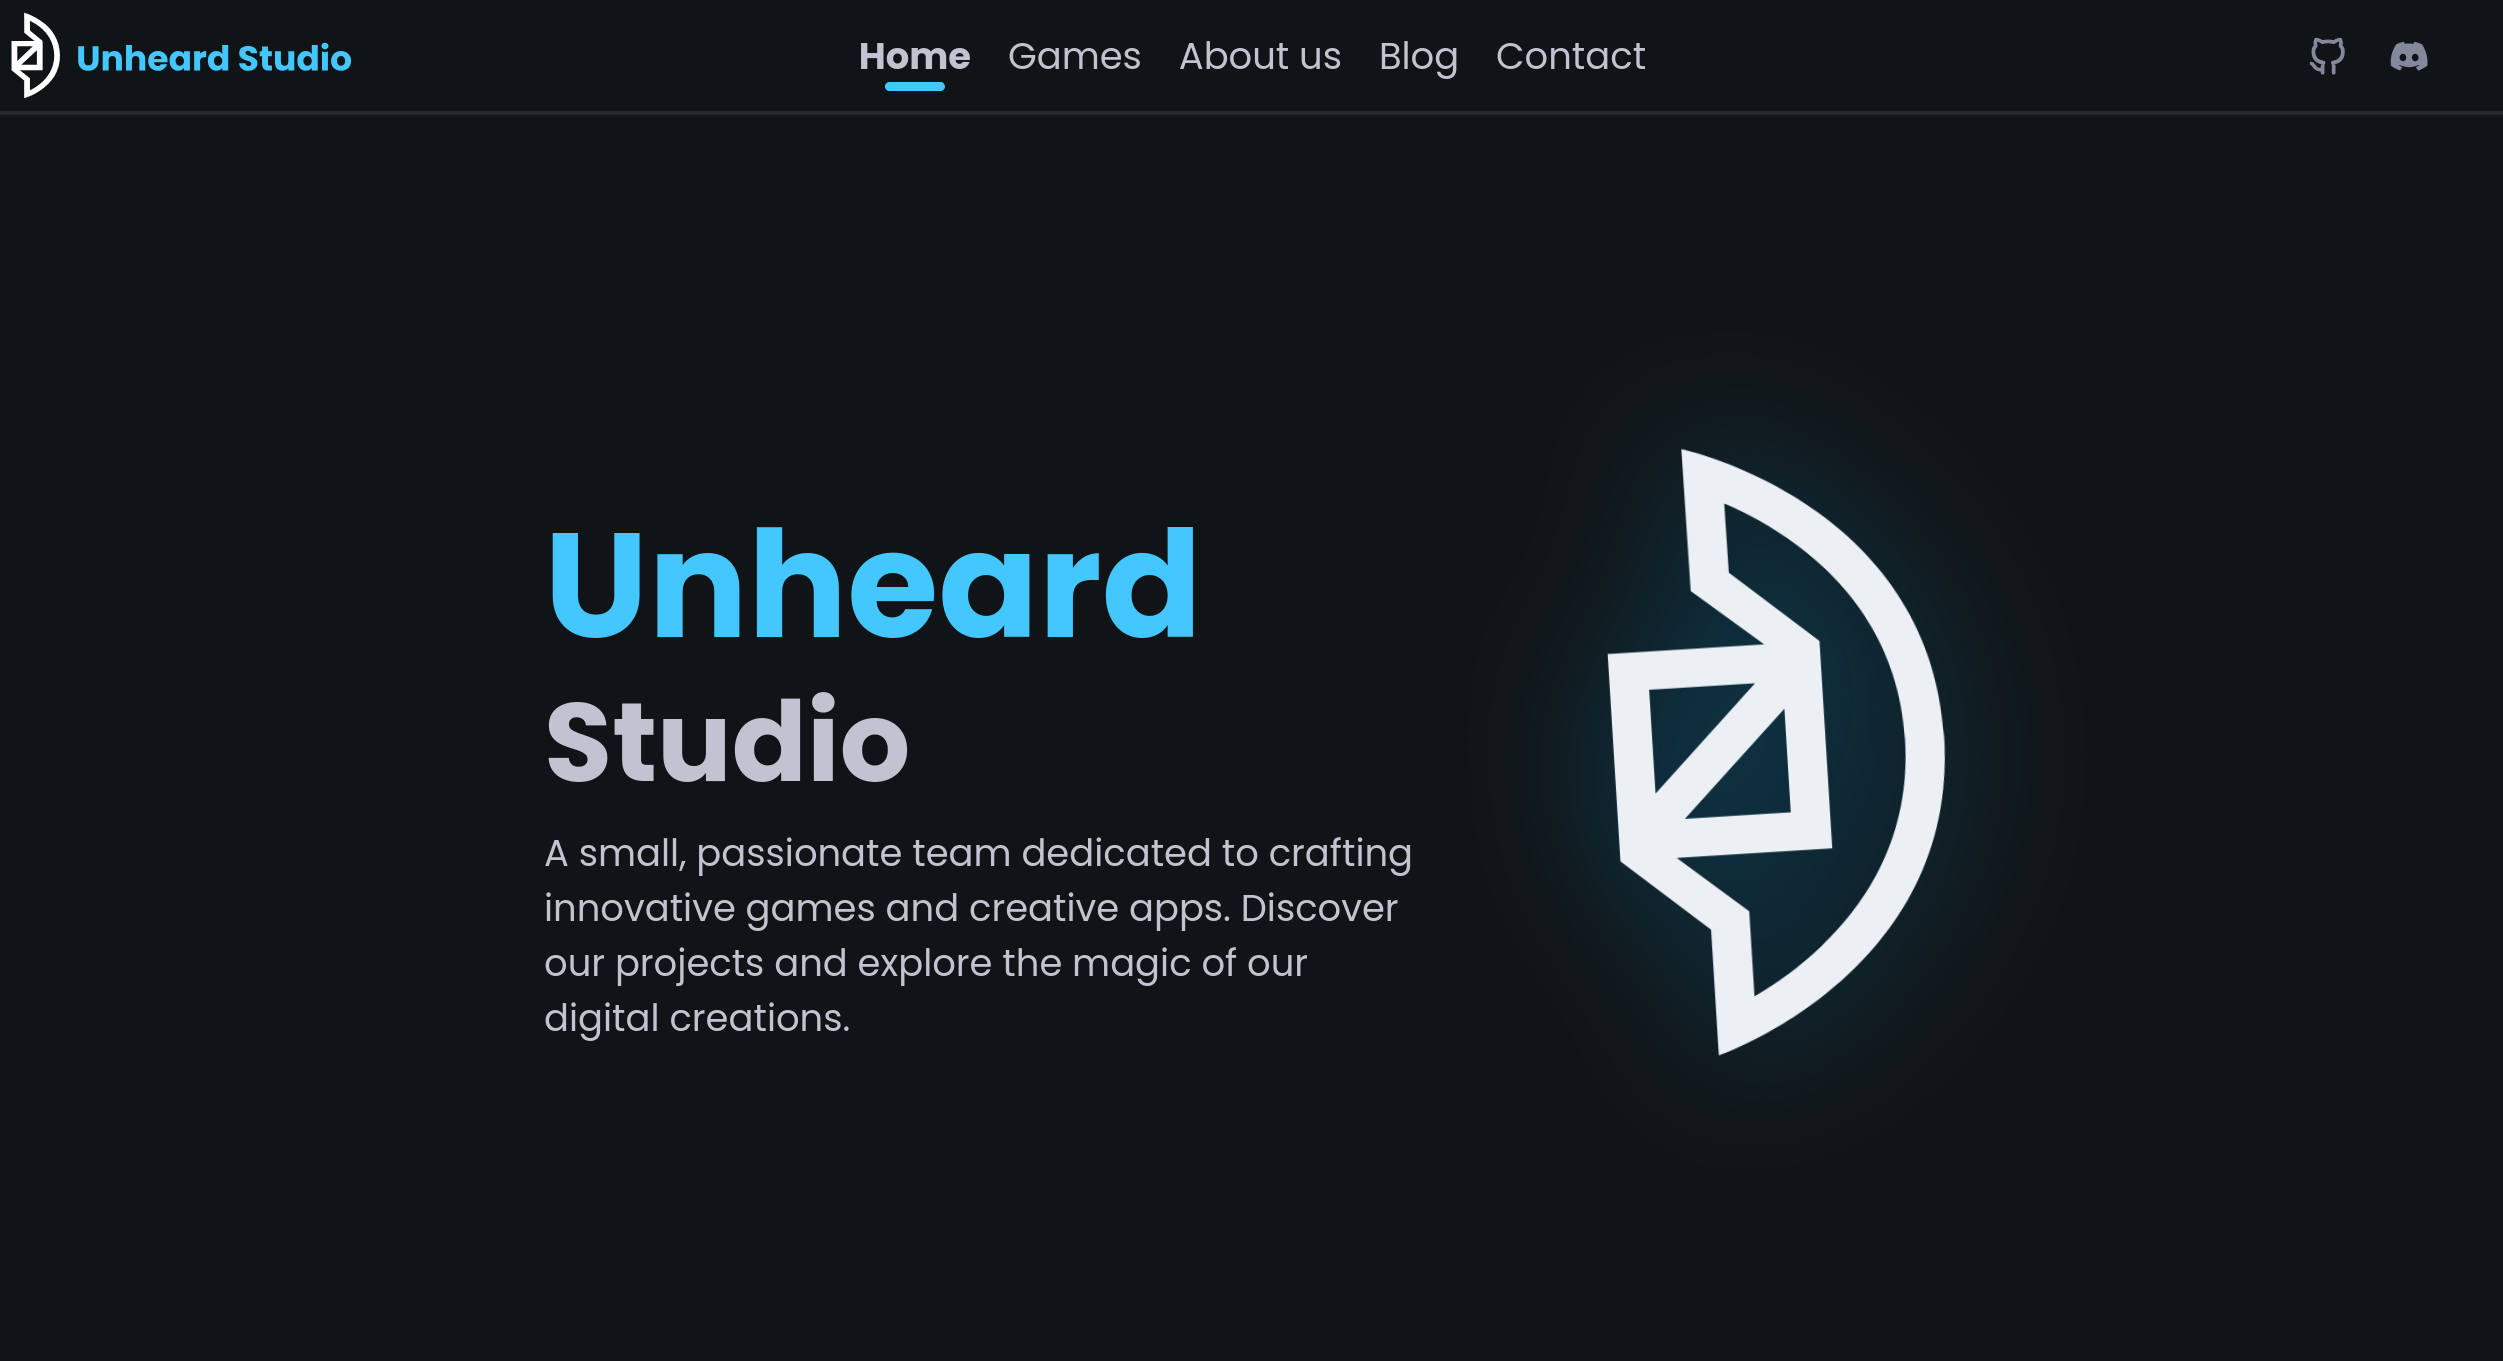 Unheard Studio
Home Games About us Blog Contact
Unheard
Studio
A small, passionate team dedicated to crafting
innovative games and creative apps. Discover
our projects and explore the magic of our
digital creations.